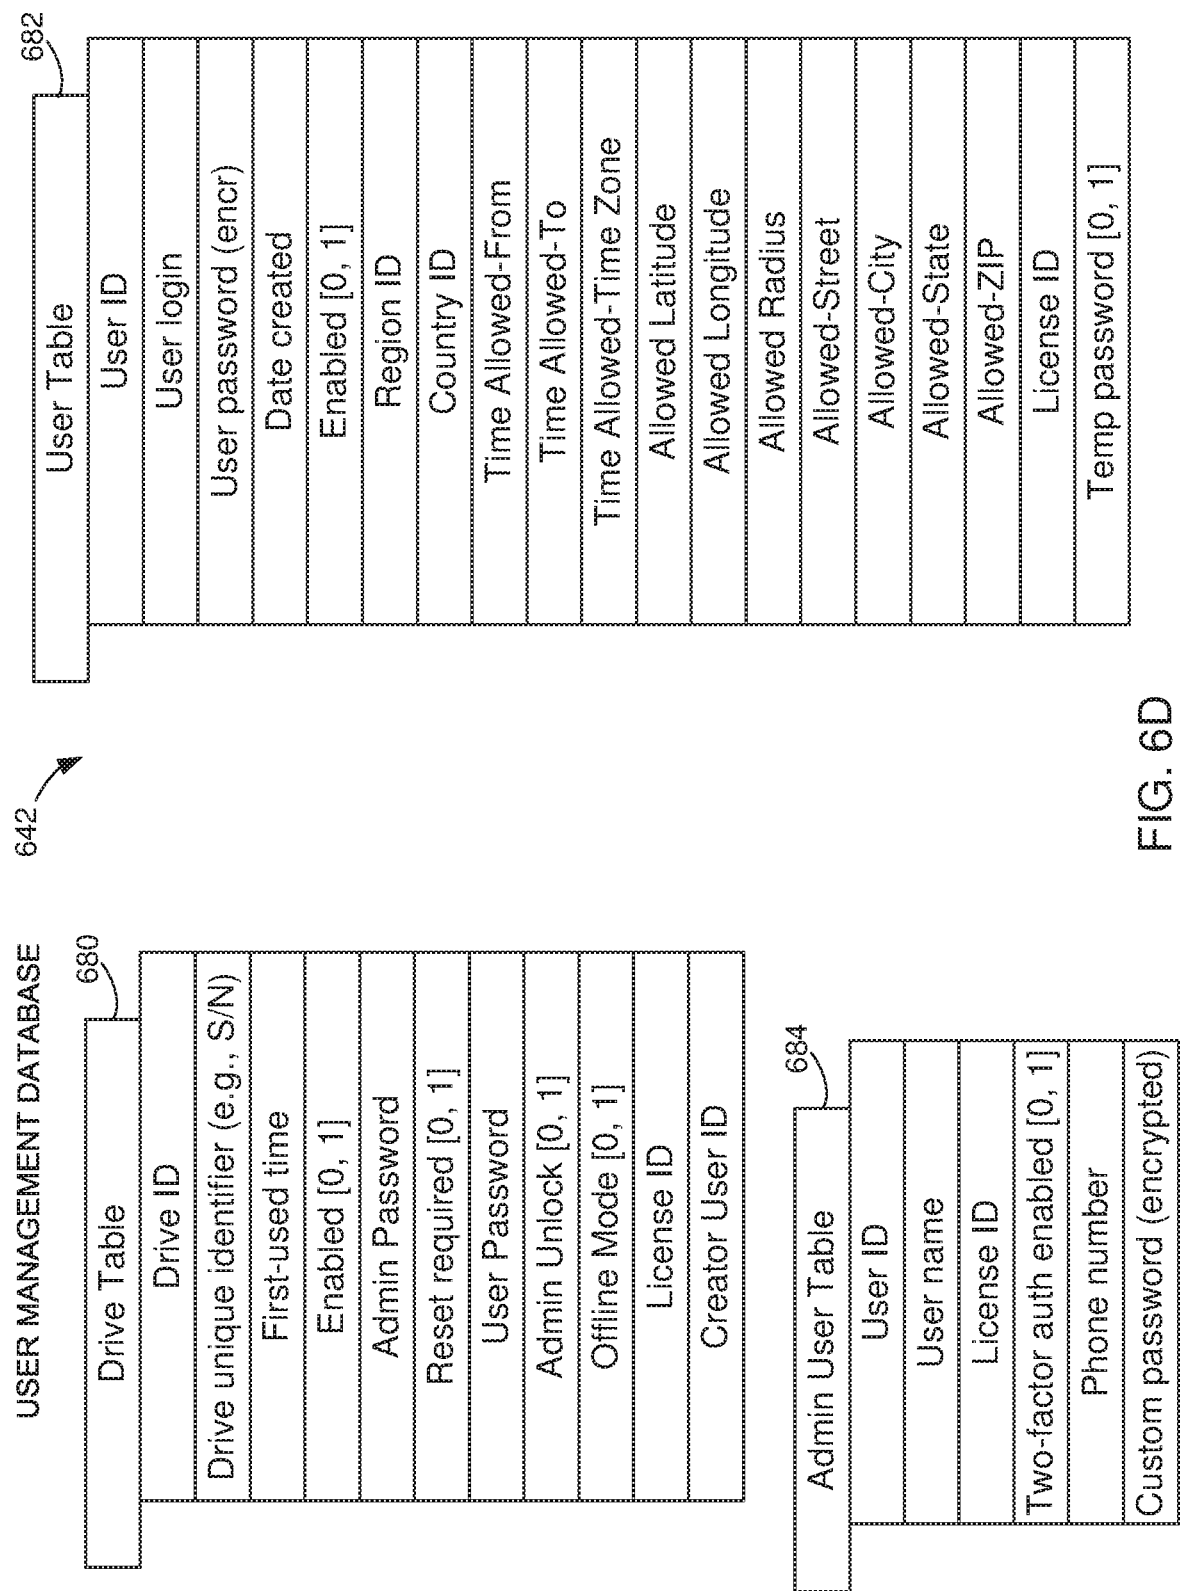 USER MANAGEMENT DATABASE
642
680
Drive Table
Drive ID
Drive unique identifier (e.g., S/N)
First-used time
Enabled [0, 1]
Admin Password
Reset required [0, 1]
User Password
Admin Unlock [0, 1]
Offline Mode [0, 1]
License ID
Creator User ID
684
Admin User Table
User ID
User name
License ID
Two-factor auth enabled [0, 1]
Phone number
Custom password (encrypted)
682
User Table
User ID
User login
User password (encr)
Date created
Enabled [0, 1]
Region ID
Country ID
Time Allowed-From
Time Allowed-To
Time Allowed-Time Zone
Allowed Latitude
Allowed Longitude
Allowed Radius
Allowed-Street
Allowed-City
Allowed-State
Allowed-ZIP
License ID
Temp password [0, 1]
FIG. 6D